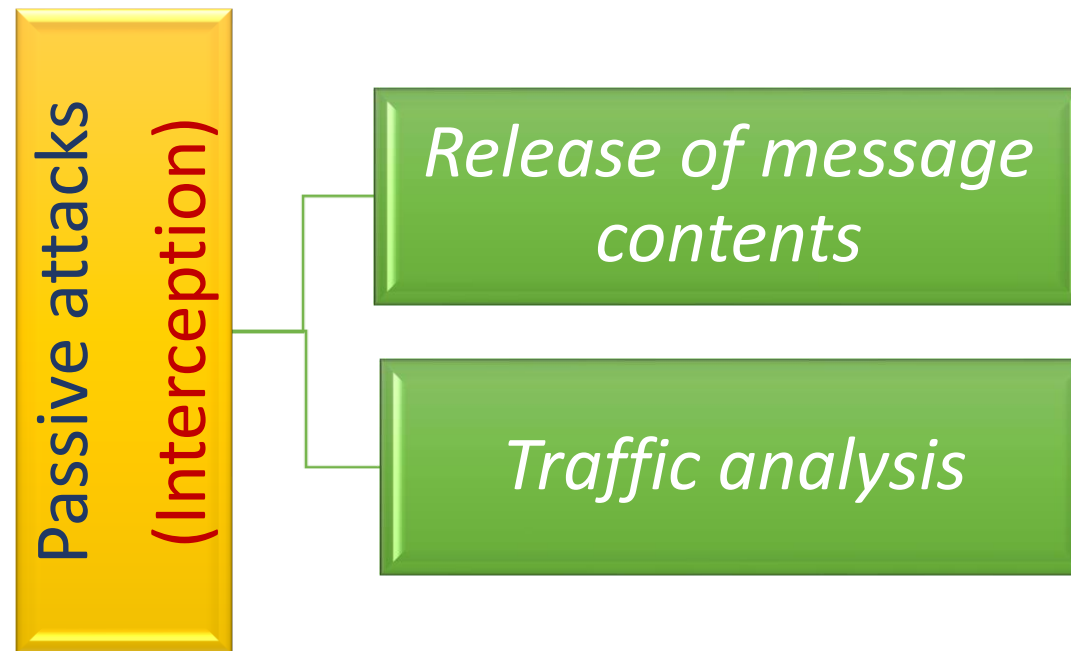 Passive attacks
(Interception)
Release of message
contents
Traffic analysis